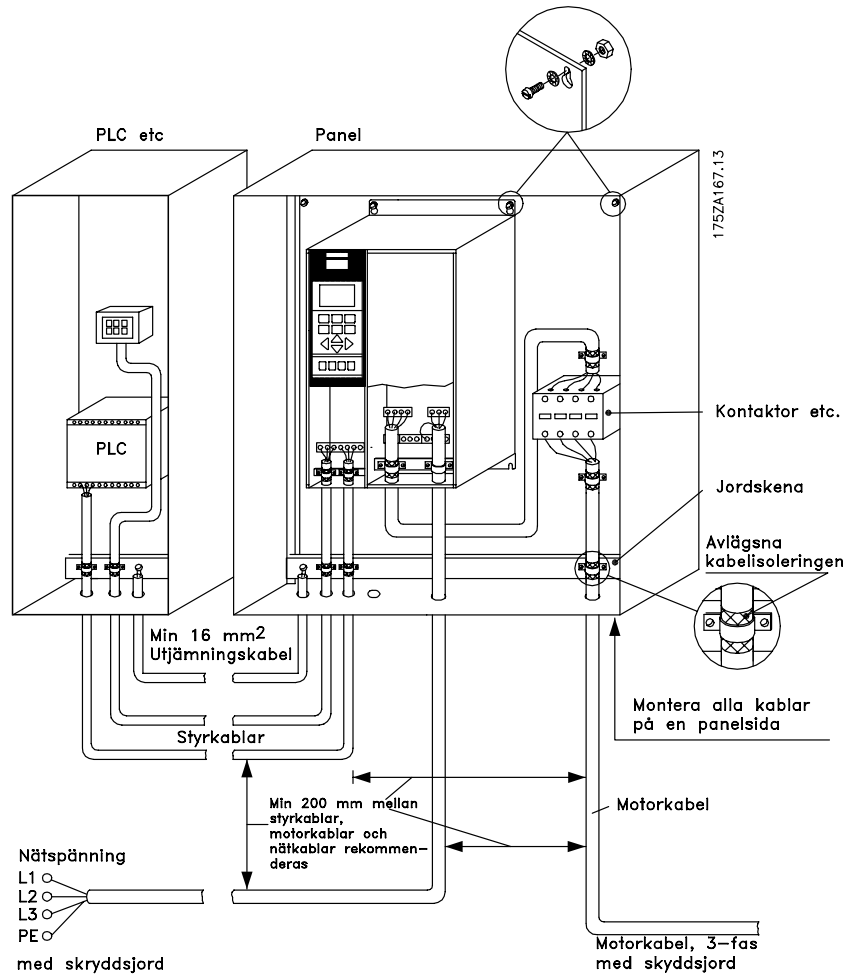 PLC etc
Panel
175ZA167.13
PLC
Kontaktor etc.
Jordskena
Avlägsna
kabelisoleringen
Min 16 mm2
Utjämningskabel
Montera alla kablar
på en panelsida
Styrkablar
Min 200 mm mellan
styrkablar,
motorkablar och
nätkablar rekommen-
deras
Motorkabel
Nätspänning
L1
L2
L3
PE
med skryddsjord
Motorkabel, 3-fas
med skyddsjord